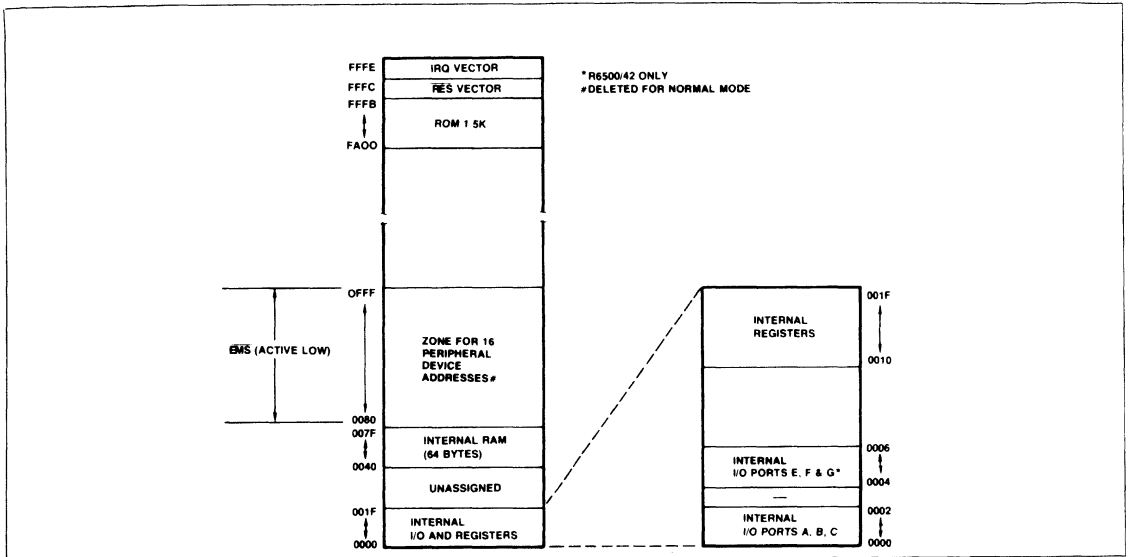 FFFE IRQ VECTOR
FFFC RES VECTOR
FFFB
ROM 1 5K
FAOO
* R6500/42 ONLY
#DELETED FOR NORMAL MODE
OFFF
EMS (ACTIVE LOW)
ZONE FOR 16
PERIPHERAL
DEVICE
ADDRESSES#
0080
007F
INTERNAL RAM
(64 BYTES)
0040
UNASSIGNED
001F
INTERNAL
I/O AND REGISTERS
0000
001F
INTERNAL
REGISTERS
0010
0006
INTERNAL
I/O PORTS E, F & G*
0004
—
0002
INTERNAL
I/O PORTS A, B, C
0000